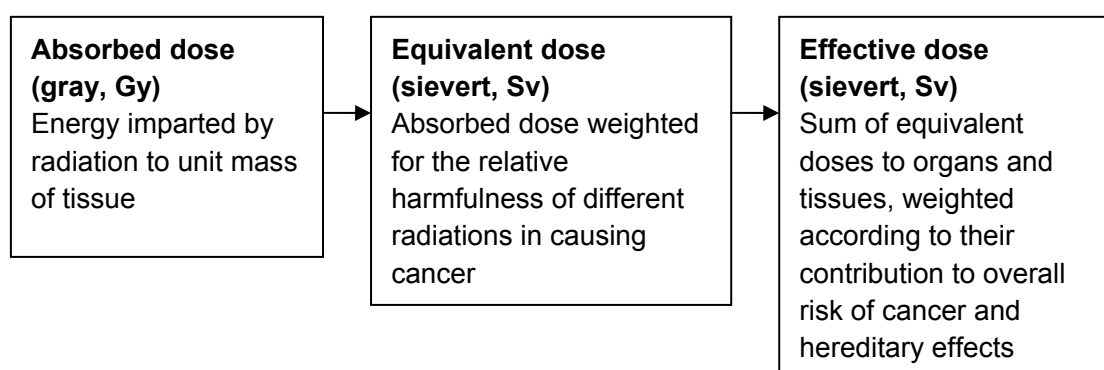 Absorbed dose
(gray, Gy)
Energy imparted by
radiation to unit mass
of tissue
Equivalent dose
(sievert, Sv)
Absorbed dose weighted
for the relative
harmfulness of different
radiations in causing
cancer
Effective dose
(sievert, Sv)
Sum of equivalent
doses to organs and
tissues, weighted
according to their
contribution to overall
risk of cancer and
hereditary effects